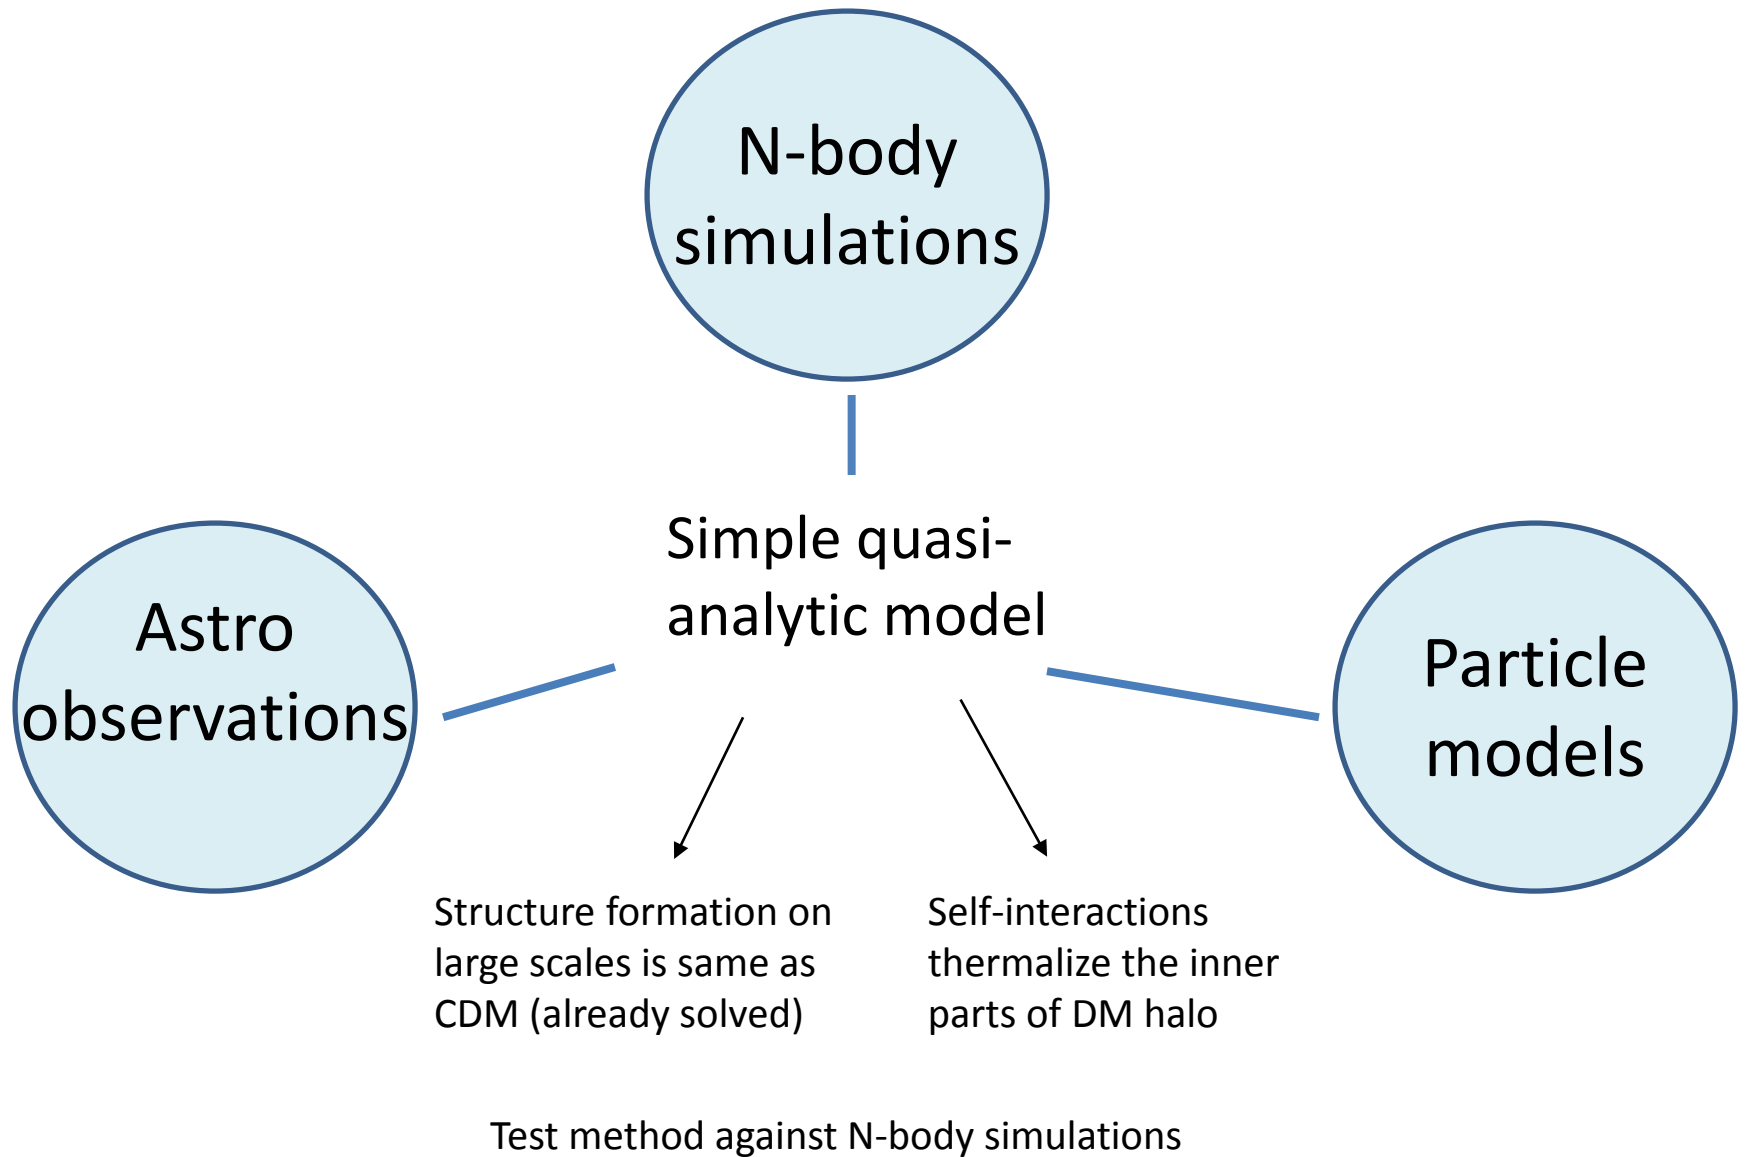 N-body
simulations
Simple quasi-
analytic model
Astro
observations
Particle
models
Structure formation on
large scales is same as
CDM (already solved)
Self-interactions
thermalize the inner
parts of DM halo
Test method against N-body simulations